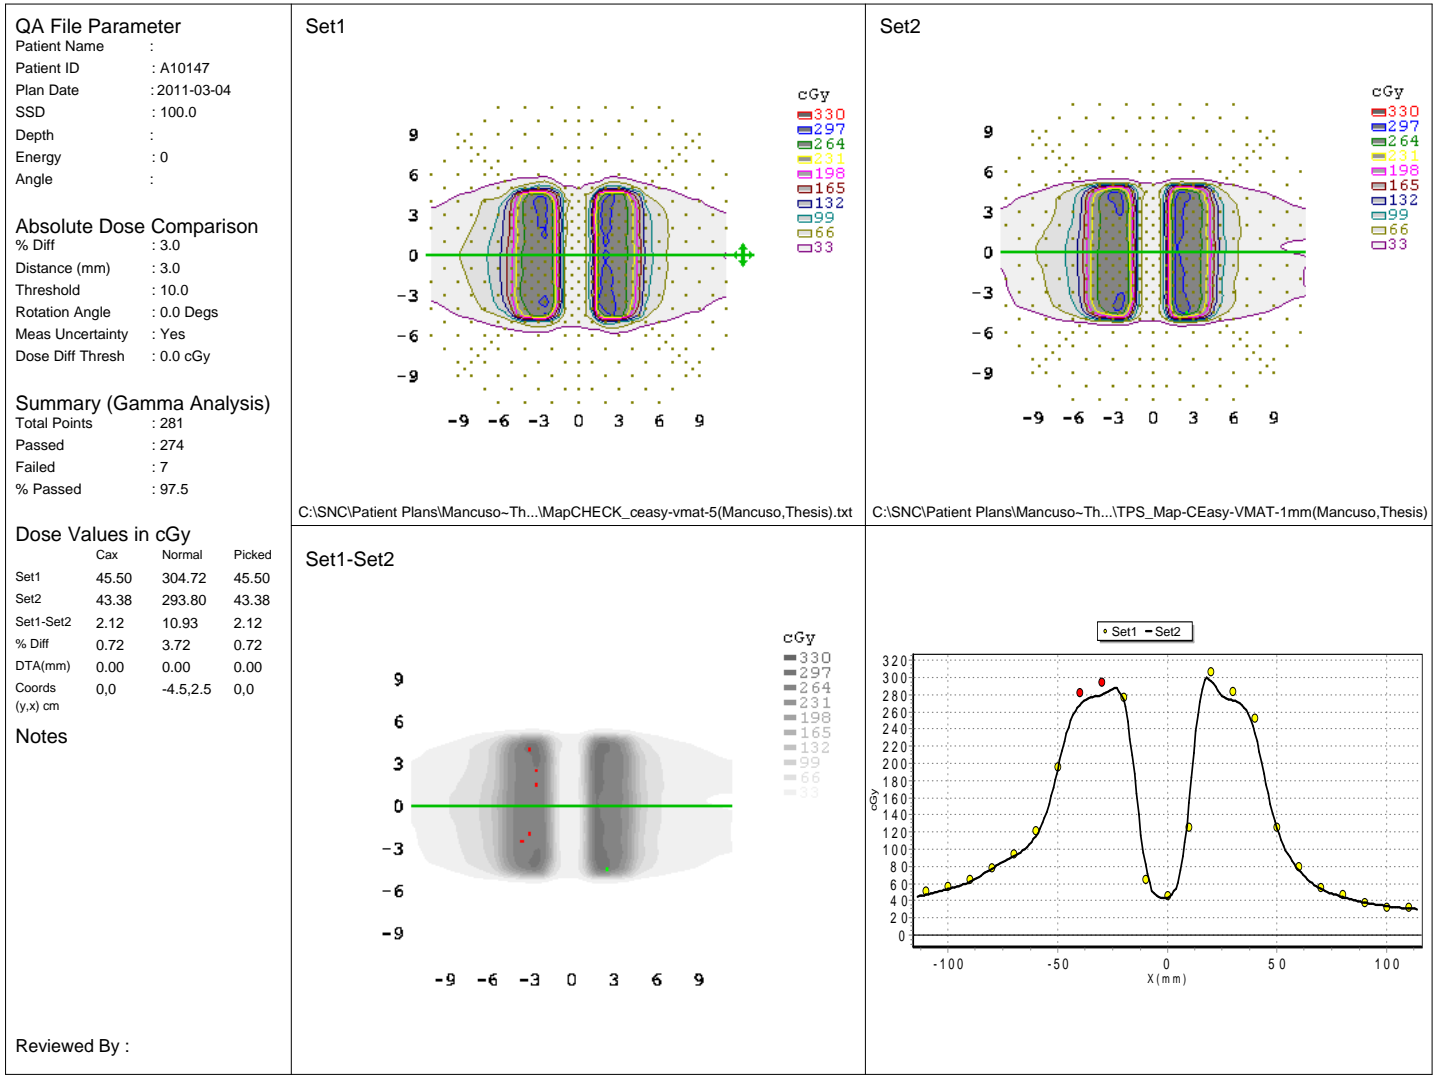 QA File Parameter
Patient Name :
Patient ID : A10147
Plan Date : 2011-03-04
SSD : 100.0
Depth :
Energy : 0
Angle :
Absolute Dose Comparison
% Diff : 3.0
Distance (mm) : 3.0
Threshold : 10.0
Rotation Angle : 0.0 Degs
Meas Uncertainty : Yes
Dose Diff Thresh : 0.0 cGy
Summary (Gamma Analysis)
Total Points : 281
Passed : 274
Failed : 7
% Passed : 97.5
Dose Values in cGy
Cax Normal Picked
Set1 45.50 304.72 45.50
Set2 43.38 293.80 43.38
Set1-Set2 2.12 10.93 2.12
% Diff 0.72 3.72 0.72
DTA(mm) 0.00 0.00 0.00
Coords 0,0 -4.5,2.5 0,0
(y,x) cm
Notes
Reviewed By :
Set1
cGy
330
297
264
231
198
165
132
99
66
33
9
6
3
0
-3
-6
-9
-9 -6 -3 0 3 6 9
C:\SNC\Patient Plans\Mancuso~Th...\MapCHECK_ceasy-vmat-5(Mancuso,Thesis).txt
Set2
cGy
330
297
264
231
198
165
132
99
66
33
9
6
3
0
-3
-6
-9
-9 -6 -3 0 3 6 9
C:\SNC\Patient Plans\Mancuso~Th...\TPS_Map-CEasy-VMAT-1mm(Mancuso,Thesis)
Set1-Set2
cGy
330
297
264
231
198
165
132
99
66
33
9
6
3
0
-3
-6
-9
-9 -6 -3 0 3 6 9
Set1 Set2
320
300
280
260
240
220
200
180
160
140
120
100
80
60
40
20
0
cGy
-100 -50 0 50 100
X(mm)